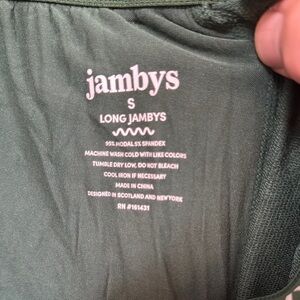 jambys
S
LONG JAMBYS
95% MODAL 5% SPANDEX
MACHINE WASH COLD WITH LIKE COLORS
TUMBLE DRY LOW, DO NOT BLEACH
COOL IRON IF NECESSARY
MADE IN CHINA
DESIGNED IN SCOTLAND AND NEW YORK
RN #161431